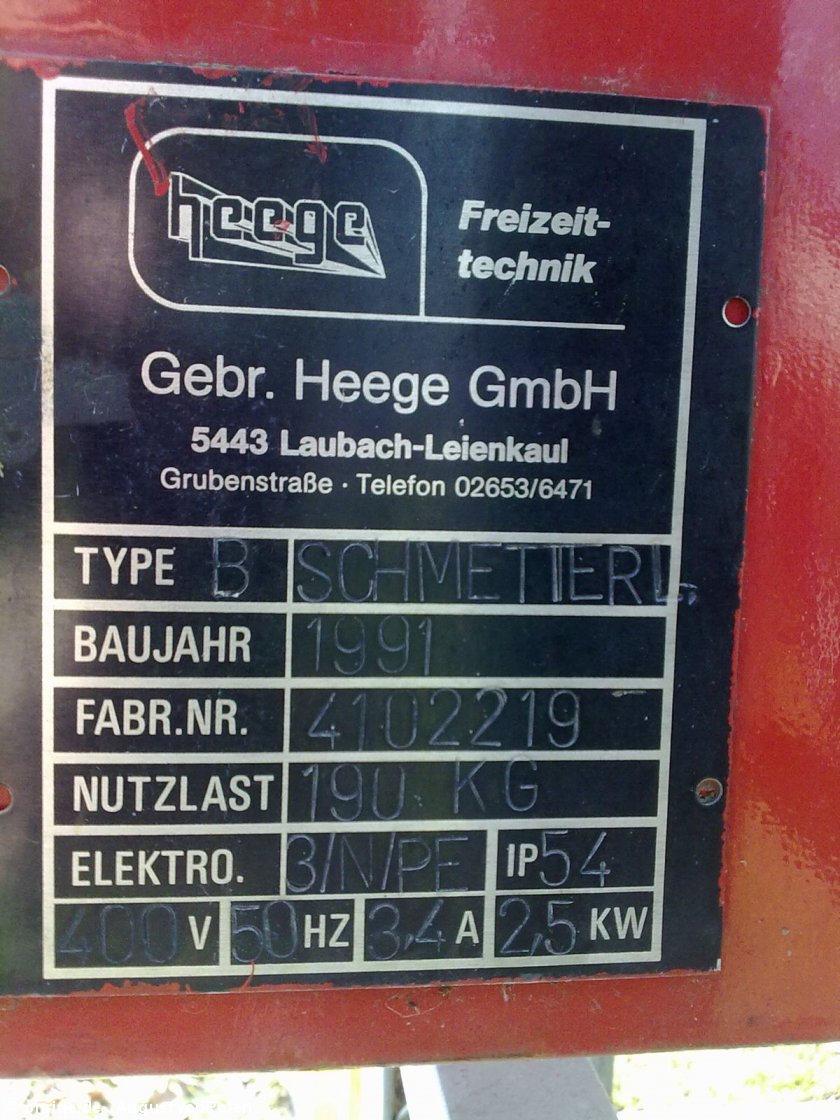 heege
Freizeit-
technik
Gebr. Heege GmbH
5443 Laubach-Leienkaul
Grubenstraße · Telefon 02653/6471
TYPE B SCHMETTERL.
BAUJAHR 1991
FABR.NR. 4102219
NUTZLAST 190 KG
ELEKTRO. 3/N/PE IP54
400 V 50 HZ 3,4 A 2,5 KW